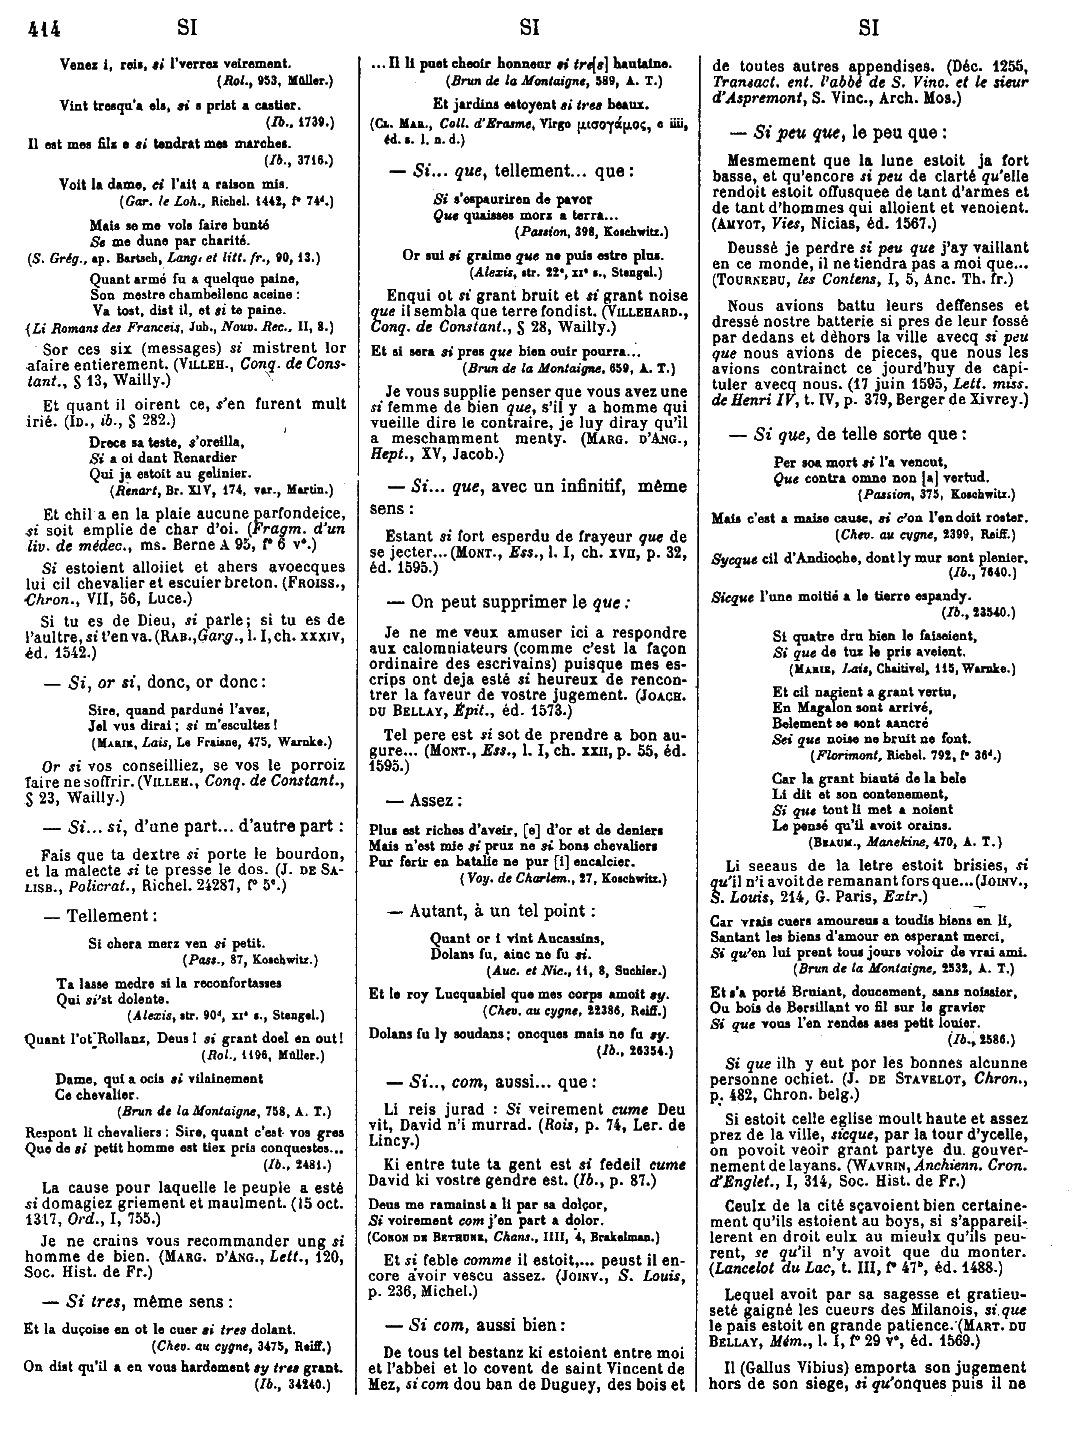 414 SI SI SI
Venez i, reis, si l'verrez veirement.
(Rol., 953, Müller.)
Vint tresqu'a els, si s prist a castier.
(Ib., 1739.)
Il est mes filz e si tendrat mes marches.
(Ib., 3716.)
Voit la dame, ci l'ait a raison mis.
(Gar. le Loh., Richel. 1442, f° 74d.)
Mais se me vols faire bunté
Se me dune par charité.
(S. Grég., ap. Bartsch, Lang. et litt. fr., 90, 13.)
Quant armé fu a quelque paine,
Son mestre chambellenc aceine :
Va tost, dist il, et si te paine.
(Li Romans des Franceis, Jub., Nouv. Rec., II, 8.)
Sor ces six (messages) si mistrent lor
afaire entierement. (VILLEH., Conq. de Cons-
tant., § 13, Wailly.)
Et quant il oirent ce, s'en furent mult
irié. (ID., ib., § 282.)
Drece sa teste, s'oreilla,
Si a oi dant Renardier
Qui ja estoit au gelinier.
(Renart, Br. XIV, 174, var., Martin.)
Et chil a en la plaie aucune parfondeice,
si soit emplie de char d'oi. (Fragm. d'un
liv. de médec., ms. Berne A 95, f° 6 v°.)
Si estoient alloiiet et ahers avoecques
lui cil chevalier et escuier breton. (FROISS.,
Chron., VII, 56, Luce.)
Si tu es de Dieu, si parle; si tu es de
l'aultre, si t'en va. (RAB., Garg., l. I, ch. XXXIV,
éd. 1542.)
— Si, or si, donc, or donc :
Sire, quand parduné l'avez,
Jel vus dirai ; si m'escultez !
(MARIE, Lais, Le Fraisne, 475, Warnke.)
Or si vos conseilliez, se vos le porroiz
faire ne soffrir. (VILLEH., Conq. de Constant.,
§ 23, Wailly.)
— Si... si, d'une part... d'autre part :
Fais que ta dextre si porte le bourdon,
et la malecte si te presse le dos. (J. DE SA-
LISB., Policrat., Richel. 24287, f° 5°.)
— Tellement :
Si chera merz ven si petit.
(Pass., 87, Koschwitz.)
Ta lasse medre si la reconfortasses
Qui si'st dolente.
(Alexis, str. 90d, XIe s., Stengel.)
Quant l'ot Rollanz, Deus ! si grant doel en out !
(Rol., 1196, Müller.)
Dame, qui a ocis si vilainement
Ce chevalier.
(Brun de la Montaigne, 758, A. T.)
Respont li chevaliers : Sire, quant c'est vos gres
Que de si petit homme est tiex pris conquestes...
(Ib., 2481.)
La cause pour laquelle le peuple a esté
si domagiez griement et maulment. (15 oct.
1317, Ord., I, 755.)
Je ne crains vous recommander ung si
homme de bien. (MARG. D'ANG., Lett., 120,
Soc. Hist. de Fr.)
— Si tres, même sens :
Et la duçoise en ot le cuer si tres dolant.
(Chev. au cygne, 3475, Reiff.)
On dist qu'il a en vous hardement sy tres grant.
(Ib., 34240.)
... Il li puet cheoir honneur si tre[s] hautaine.
(Brun de la Montaigne, 589, A. T.)
Et jardins estoyent si tres beaux.
(CL. MAR., Coll. d'Erasme, Virgo μισογάμος, e iiii,
éd. s. l. n. d.)
— Si... que, tellement... que :
Si s'espauriren de pavor
Que quaisses morz a terra...
(Passion, 398, Koschwitz.)
Or sui si graime que ne puis estre plus.
(Alexis, str. 22e, XIe s., Stengel.)
Enqui ot si grant bruit et si grant noise
que il sembla que terre fondist. (VILLEHARD.,
Conq. de Constant., § 28, Wailly.)
Et si sera si pres que bien ouir pourra...
(Brun de la Montaigne, 659, A. T.)
Je vous supplie penser que vous avez une
si femme de bien que, s'il y a homme qui
vueille dire le contraire, je luy diray qu'il
a meschamment menty. (MARG. D'ANG.,
Hept., XV, Jacob.)
— Si... que, avec un infinitif, même
sens :
Estant si fort esperdu de frayeur que de
se jecter... (MONT., Ess., l. I, ch. XVII, p. 32,
éd. 1595.)
— On peut supprimer le que :
Je ne me veux amuser ici a respondre
aux calomniateurs (comme c'est la façon
ordinaire des escrivains) puisque mes es-
crips ont deja esté si heureux de rencon-
trer la faveur de vostre jugement. (JOACH.
DU BELLAY, Épit., éd. 1573.)
Tel pere est si sot de prendre a bon au-
gure... (MONT., Ess., l. I, ch. XXII, p. 55, éd.
1595.)
— Assez :
Plus est riches d'aveir, [e] d'or et de deniers
Mais n'est mie si pruz ne si bons chevaliers
Pur ferir en batalie ne pur [i] encalcier.
(Voy. de Charlem., 27, Koschwitz.)
— Autant, à un tel point :
Quant or i vint Aucassins,
Dolans fu, ainc ne fu si.
(Auc. et Nic., 11, 8, Suchier.)
Et le roy Lucquabiel que mes corps amoit sy.
(Chev. au cygne, 22386, Reiff.)
Dolans fu ly soudans ; oncques mais ne fu sy.
(Ib., 26354.)
— Si.., com, aussi... que :
Li reis jurad : Si veirement cume Deu
vit, David n'i murrad. (Rois, p. 74, Ler. de
Lincy.)
Ki entre tute ta gent est si fedeil cume
David ki vostre gendre est. (Ib., p. 87.)
Deus me ramainst a li par sa dolçor,
Si voirement com j'en part a dolor.
(CONON DE BETHUNE, Chans., IIII, 4, Brakelman.)
Et si feble comme il estoit,... peust il en-
core avoir vescu assez. (JOINV., S. Louis,
p. 236, Michel.)
— Si com, aussi bien :
De tous tel bestanz ki estoient entre moi
et l'abbei et lo covent de saint Vincent de
Mez, si com dou ban de Duguey, des bois et
de toutes autres appendises. (Déc. 1255,
Transact. ent. l'abbé de S. Vinc. et le sieur
d'Aspremont, S. Vinc., Arch. Mos.)
— Si peu que, le peu que :
Mesmement que la lune estoit ja fort
basse, et qu'encore si peu de clarté qu'elle
rendoit estoit offusquee de tant d'armes et
de tant d'hommes qui alloient et venoient.
(AMYOT, Vies, Nicias, éd. 1567.)
Deussé je perdre si peu que j'ay vaillant
en ce monde, il ne tiendra pas a moi que...
(TOURNEBU, les Contens, I, 5, Anc. Th. fr.)
Nous avions battu leurs deffenses et
dressé nostre batterie si pres de leur fossé
par dedans et dehors la ville avecq si peu
que nous avions de pieces, que nous les
avions contrainct ce jourd'huy de capi-
tuler avecq nous. (17 juin 1595, Lett. miss.
de Henri IV, t. IV, p. 379, Berger de Xivrey.)
— Si que, de telle sorte que :
Per soa mort si l'a vencut,
Que contra omne non [a] vertud.
(Passion, 375, Koschwitz.)
Mais c'est a maise cause, si c'on l'en doit roster.
(Chev. au cygne, 2399, Reiff.)
Sycque cil d'Andioche, dont ly mur sont plenier.
(Ib., 7640.)
Sicque l'une moitié a le tierre espandy.
(Ib., 23540.)
Si quatre dru bien le faiseient,
Si que de tuz le pris aveient.
(MARIE, Lais, Chaitivel, 115, Warnke.)
Et cil nagient a grant vertu,
En Magalon sont arrivé,
Belement se sont aancré
Sei que noise ne bruit ne font.
(Florimont, Richel. 792, f° 36d.)
Car la grant biauté de la bele
Li dit et son contenement,
Si que tout li met a noient
Le pensé qu'il avoit orains.
(BEAUM., Manekine, 470, A. T.)
Li seeaus de la letre estoit brisies, si
qu'il n'i avoit de remanant fors que... (JOINV.,
S. Louis, 214, G. Paris, Extr.)
Car vrais cuers amoureus a toudis biens en li,
Santant les biens d'amour en esperant merci,
Si qu'en lui prent tous jours voloir de vrai ami.
(Brun de la Montaigne, 2532, A. T.)
Et s'a porté Bruiant, doucement, sans noissier,
Ou bois de Bersillant vo fil sur le gravier
Si que vous l'en rendes ases petit louier.
(Ib., 2586.)
Si que ilh y eut por les bonnes alcunne
personne ochiet. (J. DE STAVELOT, Chron.,
p. 482, Chron. belg.)
Si estoit celle eglise moult haute et assez
prez de la ville, sicque, par la tour d'ycelle,
on povoit veoir grant partye du gouver-
nement de layans. (WAVRIN, Anchienn. Cron.
d'Englet., I, 314, Soc. Hist. de Fr.)
Ceulx de la cité sçavoient bien certaine-
ment qu'ils estoient au boys, si s'appareil-
lerent en droit eulx au mieulx qu'ils peu-
rent, se qu'il n'y avoit que du monter.
(Lancelot du Lac, t. III, f° 47b, éd. 1488.)
Lequel avoit par sa sagesse et gratieu-
seté gaigné les cueurs des Milanois, si que
le païs estoit en grande patience. (MART. DU
BELLAY, Mém., l. I, f° 29 v°, éd. 1569.)
Il (Gallus Vibius) emporta son jugement
hors de son siege, si qu'onques puis il ne